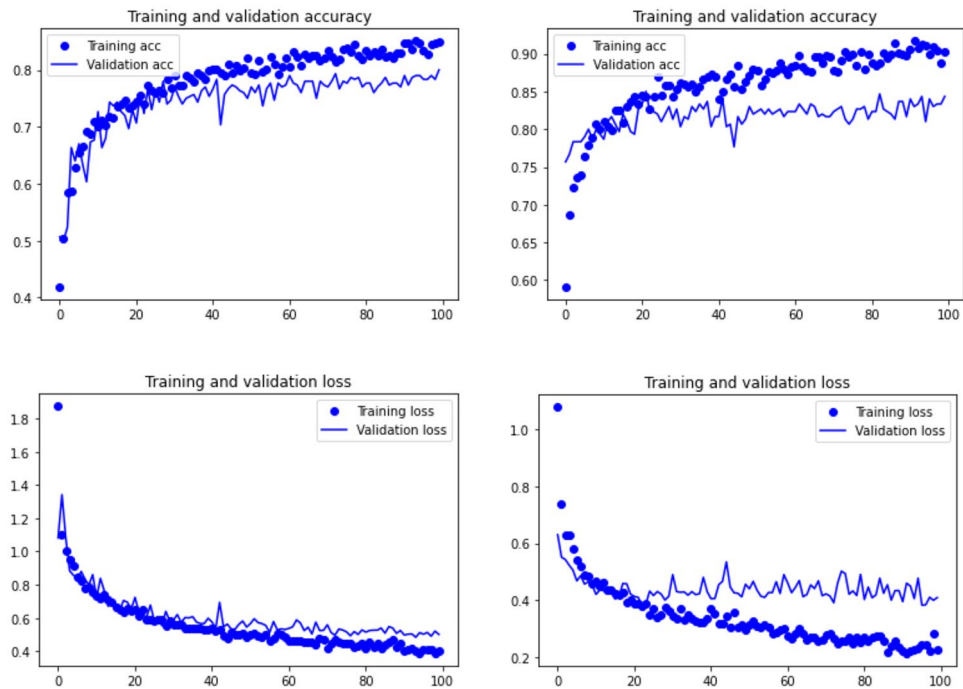 Training and validation accuracy
Training acc
Validation acc
0.8
0.7
0.6
0.5
0.4
0 20 40 60 80 100
Training and validation accuracy
Training acc
Validation acc
0.90
0.85
0.80
0.75
0.70
0.65
0.60
0 20 40 60 80 100
Training and validation loss
Training loss
Validation loss
1.8
1.6
1.4
1.2
1.0
0.8
0.6
0.4
0 20 40 60 80 100
Training and validation loss
Training loss
Validation loss
1.0
0.8
0.6
0.4
0.2
0 20 40 60 80 100